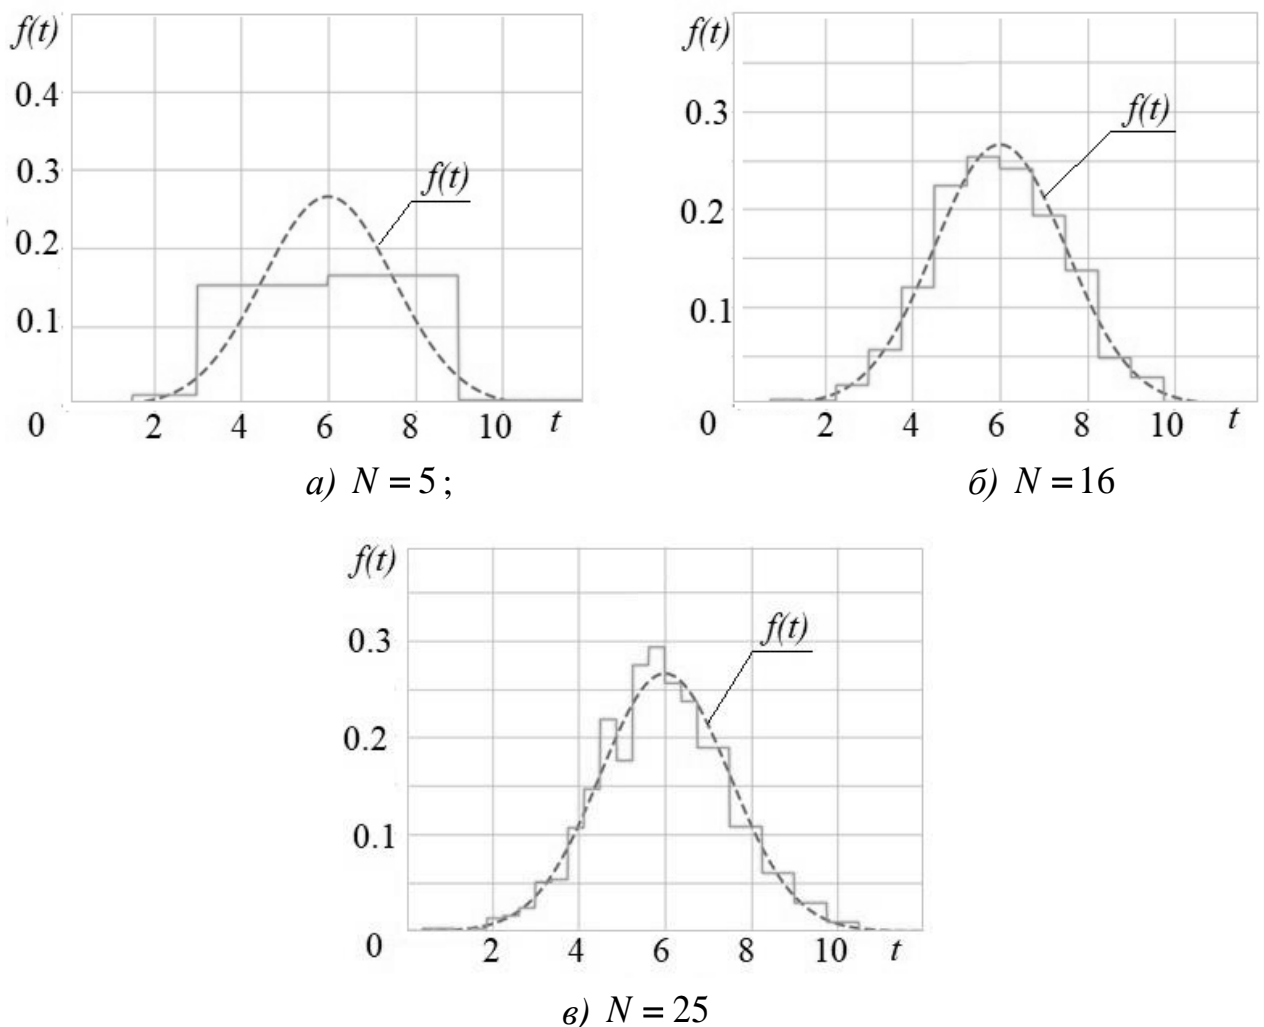 f(t)
0.4
0.3
0.2
0.1
0
2 4 6 8 10 t
f(t)
а) N = 5;
f(t)
0.3
0.2
0.1
0
2 4 6 8 10 t
f(t)
б) N = 16
f(t)
0.3
0.2
0.1
0
2 4 6 8 10 t
f(t)
в) N = 25